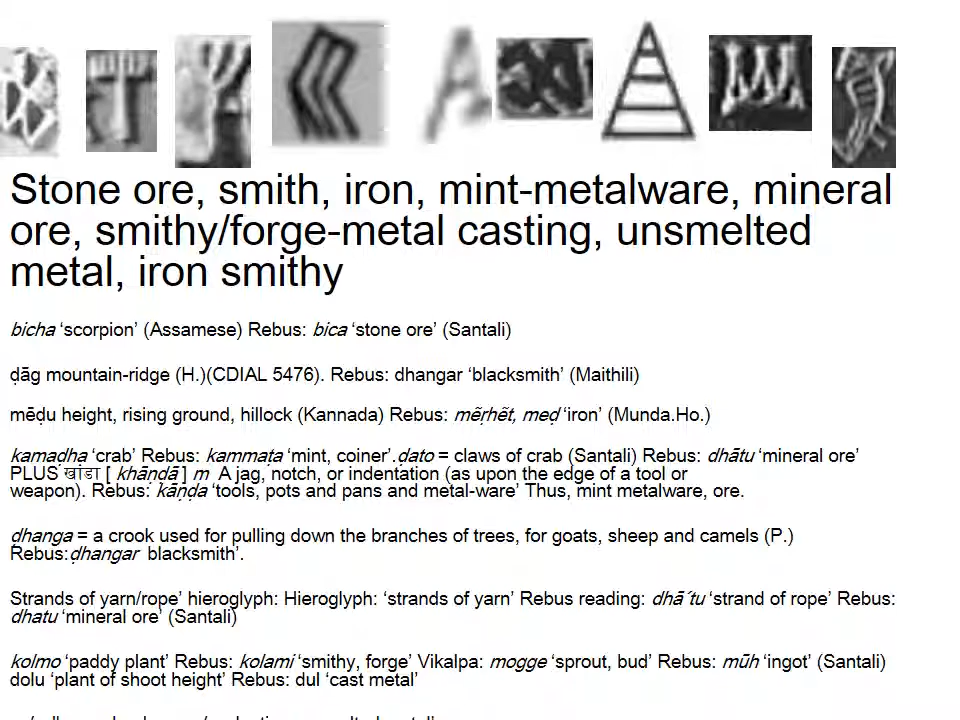 Stone ore, smith, iron, mint-metalware, mineral
ore, smithy/forge-metal casting, unsmelted
metal, iron smithy
bicha ‘scorpion’ (Assamese) Rebus: bica ‘stone ore’ (Santali)
ḍāg mountain-ridge (H.)(CDIAL 5476). Rebus: dhangar ‘blacksmith’ (Maithili)
mēḍu height, rising ground, hillock (Kannada) Rebus: mẽṛhẽt, meḍ ‘iron’ (Munda.Ho.)
kamaḍha ‘crab’ Rebus: kammaṭa ‘mint, coiner’. ḍato = claws of crab (Santali) Rebus: dhātu ‘mineral ore’
PLUS खांडा [ khāṇḍā ] m A jag, notch, or indentation (as upon the edge of a tool or
weapon). Rebus: kāṇḍa ‘tools, pots and pans and metal-ware’ Thus, mint metalware, ore.
ḍhanga = a crook used for pulling down the branches of trees, for goats, sheep and camels (P.)
Rebus: ḍhangar blacksmith’.
Strands of yarn/rope’ hieroglyph: Hieroglyph: ‘strands of yarn’ Rebus reading: dhā´tu ‘strand of rope’ Rebus:
dhatu ‘mineral ore’ (Santali)
kolmo ‘paddy plant’ Rebus: kolami ‘smithy, forge’ Vikalpa: mogge ‘sprout, bud’ Rebus: mūh ‘ingot’ (Santali)
dolu ‘plant of shoot height’ Rebus: dul ‘cast metal’